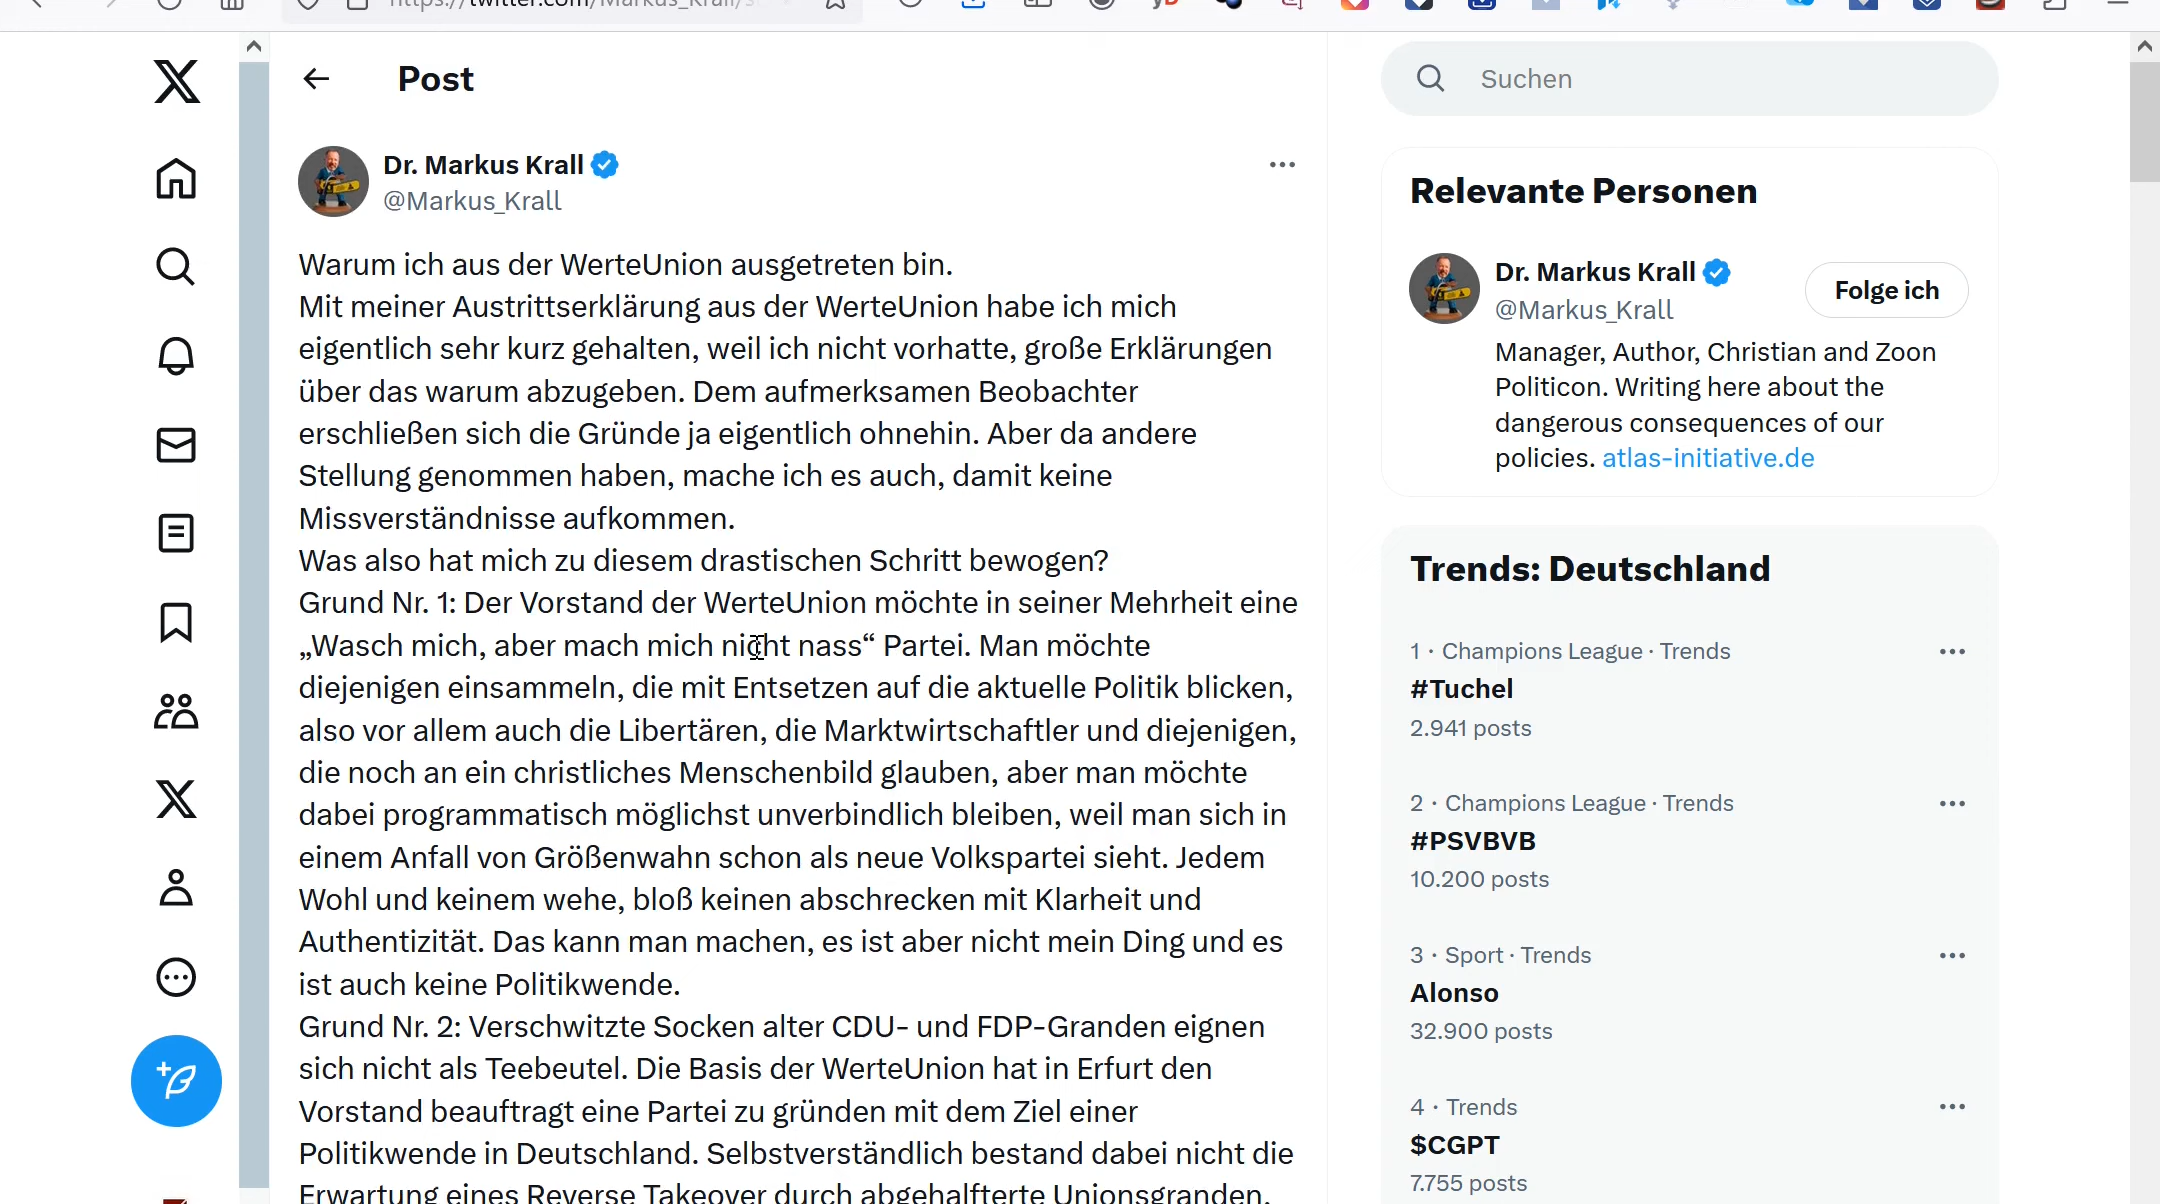 Post
Dr. Markus Krall
@Markus_Krall
Warum ich aus der WerteUnion ausgetreten bin.
Mit meiner Austrittserklärung aus der WerteUnion habe ich mich
eigentlich sehr kurz gehalten, weil ich nicht vorhatte, große Erklärungen
über das warum abzugeben. Dem aufmerksamen Beobachter
erschließen sich die Gründe ja eigentlich ohnehin. Aber da andere
Stellung genommen haben, mache ich es auch, damit keine
Missverständnisse aufkommen.
Was also hat mich zu diesem drastischen Schritt bewogen?
Grund Nr. 1: Der Vorstand der WerteUnion möchte in seiner Mehrheit eine
„Wasch mich, aber mach mich nicht nass“ Partei. Man möchte
diejenigen einsammeln, die mit Entsetzen auf die aktuelle Politik blicken,
also vor allem auch die Libertären, die Marktwirtschaftler und diejenigen,
die noch an ein christliches Menschenbild glauben, aber man möchte
dabei programmatisch möglichst unverbindlich bleiben, weil man sich in
einem Anfall von Größenwahn schon als neue Volkspartei sieht. Jedem
Wohl und keinem wehe, bloß keinen abschrecken mit Klarheit und
Authentizität. Das kann man machen, es ist aber nicht mein Ding und es
ist auch keine Politikwende.
Grund Nr. 2: Verschwitzte Socken alter CDU- und FDP-Granden eignen
sich nicht als Teebeutel. Die Basis der WerteUnion hat in Erfurt den
Vorstand beauftragt eine Partei zu gründen mit dem Ziel einer
Politikwende in Deutschland. Selbstverständlich bestand dabei nicht die
Erwartung eines Reverse Takeover durch abgehalfterte Unionsgranden,
Suchen
Relevante Personen
Dr. Markus Krall
@Markus_Krall
Folge ich
Manager, Author, Christian and Zoon
Politicon. Writing here about the
dangerous consequences of our
policies. atlas-initiative.de
Trends: Deutschland
1 · Champions League · Trends
#Tuchel
2.941 posts
2 · Champions League · Trends
#PSVBVB
10.200 posts
3 · Sport · Trends
Alonso
32.900 posts
4 · Trends
$CGPT
7.755 posts